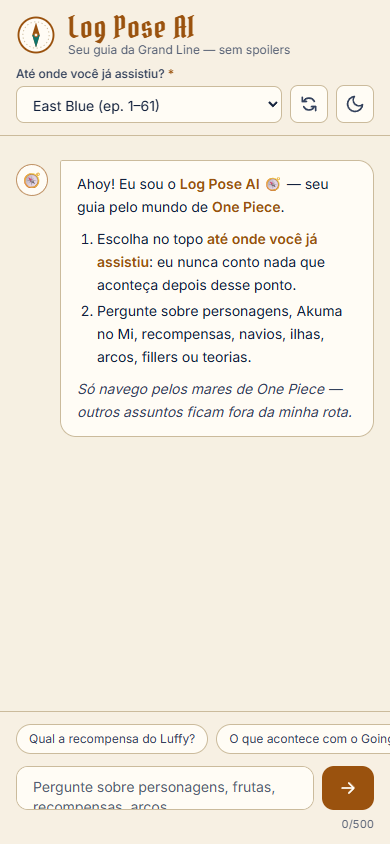 Log Pose AI
Seu guia da Grand Line — sem spoilers
Até onde você já assistiu? *
East Blue (ep. 1–61)
Ahoy! Eu sou o Log Pose AI — seu
guia pelo mundo de One Piece.
1. Escolha no topo até onde você já
assistiu: eu nunca conto nada que
aconteça depois desse ponto.
2. Pergunte sobre personagens, Akuma
no Mi, recompensas, navios, ilhas,
arcos, fillers ou teorias.
Só navego pelos mares de One Piece —
outros assuntos ficam fora da minha rota.
Qual a recompensa do Luffy?
O que acontece com o Going
Pergunte sobre personagens, frutas,
recompensas, arcos
0/500